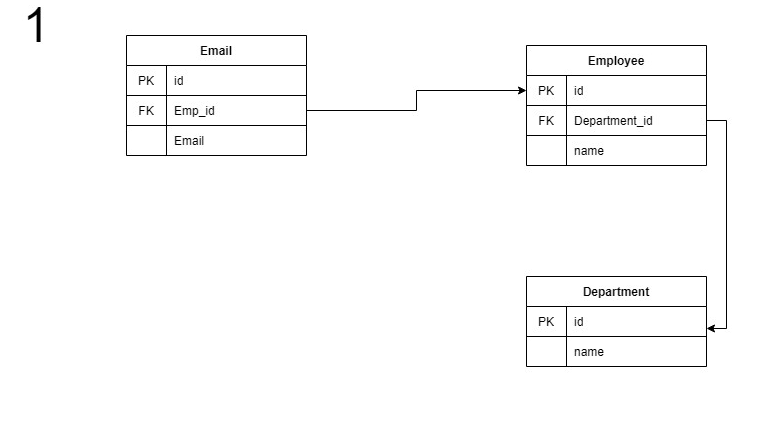 1
Email
PK id
FK Emp_id
Email
Employee
PK id
FK Department_id
name
Department
PK id
name